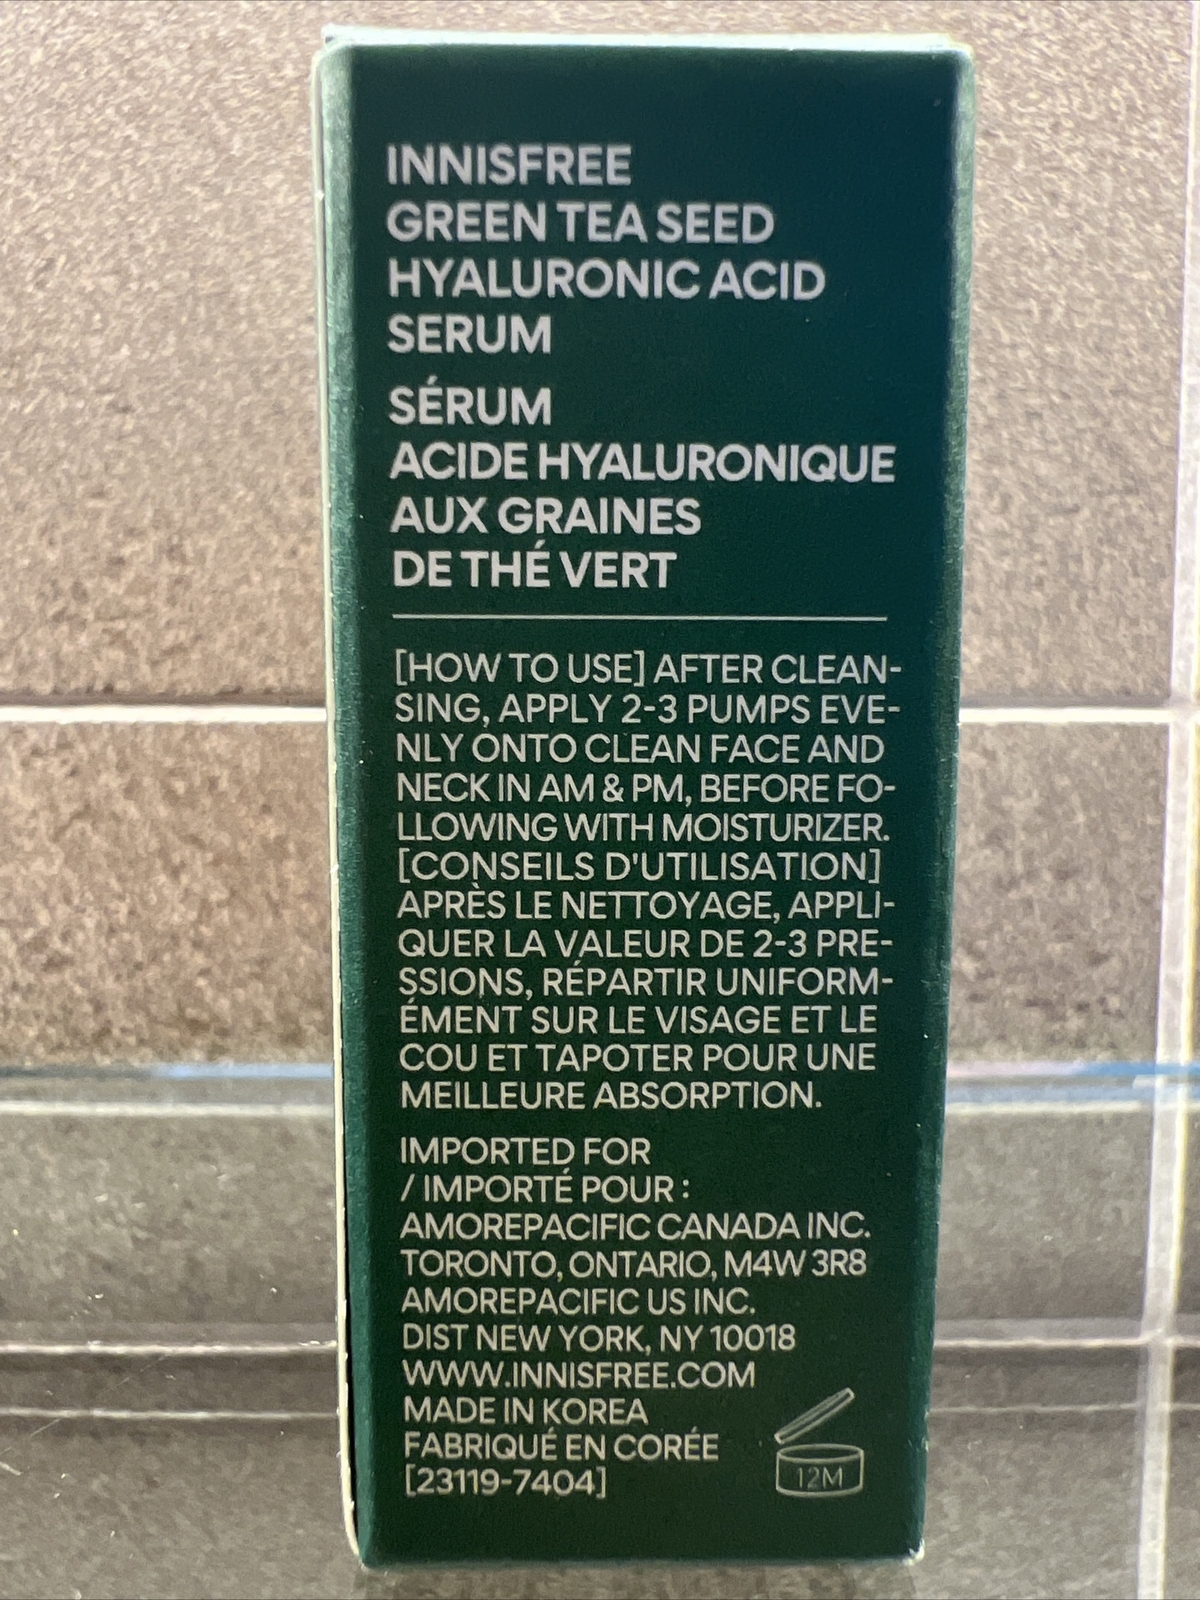 INNISFREE
GREEN TEA SEED
HYALURONIC ACID
SERUM
SÉRUM
ACIDE HYALURONIQUE
AUX GRAINES
DE THÉ VERT
[HOW TO USE] AFTER CLEAN-
SING, APPLY 2-3 PUMPS EVE-
NLY ONTO CLEAN FACE AND
NECK IN AM & PM, BEFORE FO-
LLOWING WITH MOISTURIZER.
[CONSEILS D'UTILISATION]
APRÈS LE NETTOYAGE, APPLI-
QUER LA VALEUR DE 2-3 PRE-
SSIONS, RÉPARTIR UNIFORM-
ÉMENT SUR LE VISAGE ET LE
COU ET TAPOTER POUR UNE
MEILLEURE ABSORPTION.
IMPORTED FOR
/ IMPORTÉ POUR :
AMOREPACIFIC CANADA INC.
TORONTO, ONTARIO, M4W 3R8
AMOREPACIFIC US INC.
DIST NEW YORK, NY 10018
WWW.INNISFREE.COM
MADE IN KOREA
FABRIQUÉ EN CORÉE
[23119-7404]
12M